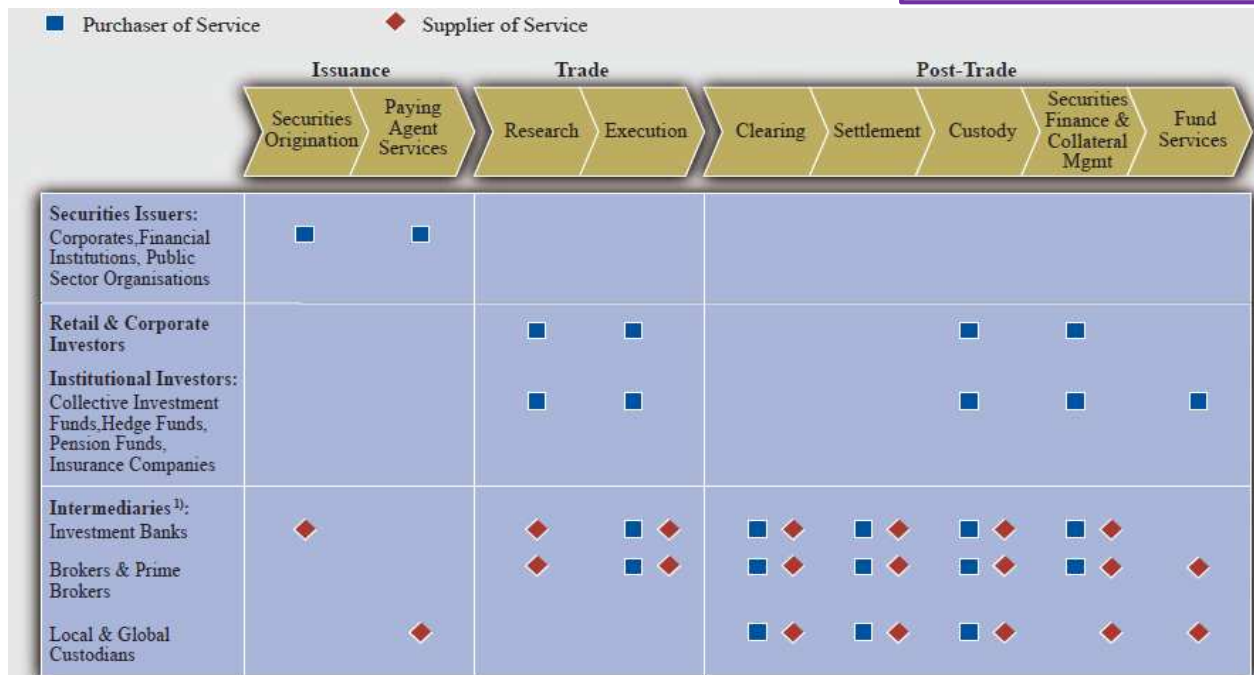 Purchaser of Service
Supplier of Service
Issuance
Trade
Post-Trade
Securities
Origination
Paying
Agent
Services
Research
Execution
Clearing
Settlement
Custody
Securities
Finance &
Collateral
Mgmt
Fund
Services
Securities Issuers:
Corporates,Financial
Institutions, Public
Sector Organisations
Retail & Corporate
Investors
Institutional Investors:
Collective Investment
Funds,Hedge Funds,
Pension Funds,
Insurance Companies
Intermediaries 1):
Investment Banks
Brokers & Prime
Brokers
Local & Global
Custodians